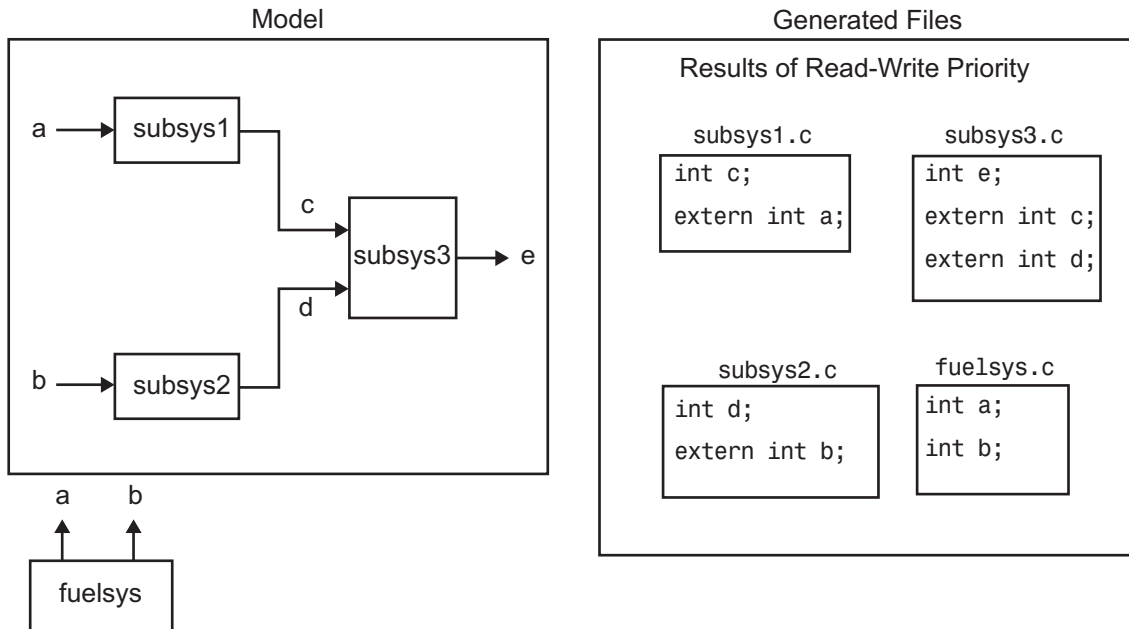 Model
a
subsys1
c
subsys3
e
d
b
subsys2
a
b
fuelsys
Generated Files
Results of Read-Write Priority
subsys1.c
int c;
extern int a;
subsys3.c
int e;
extern int c;
extern int d;
subsys2.c
int d;
extern int b;
fuelsys.c
int a;
int b;